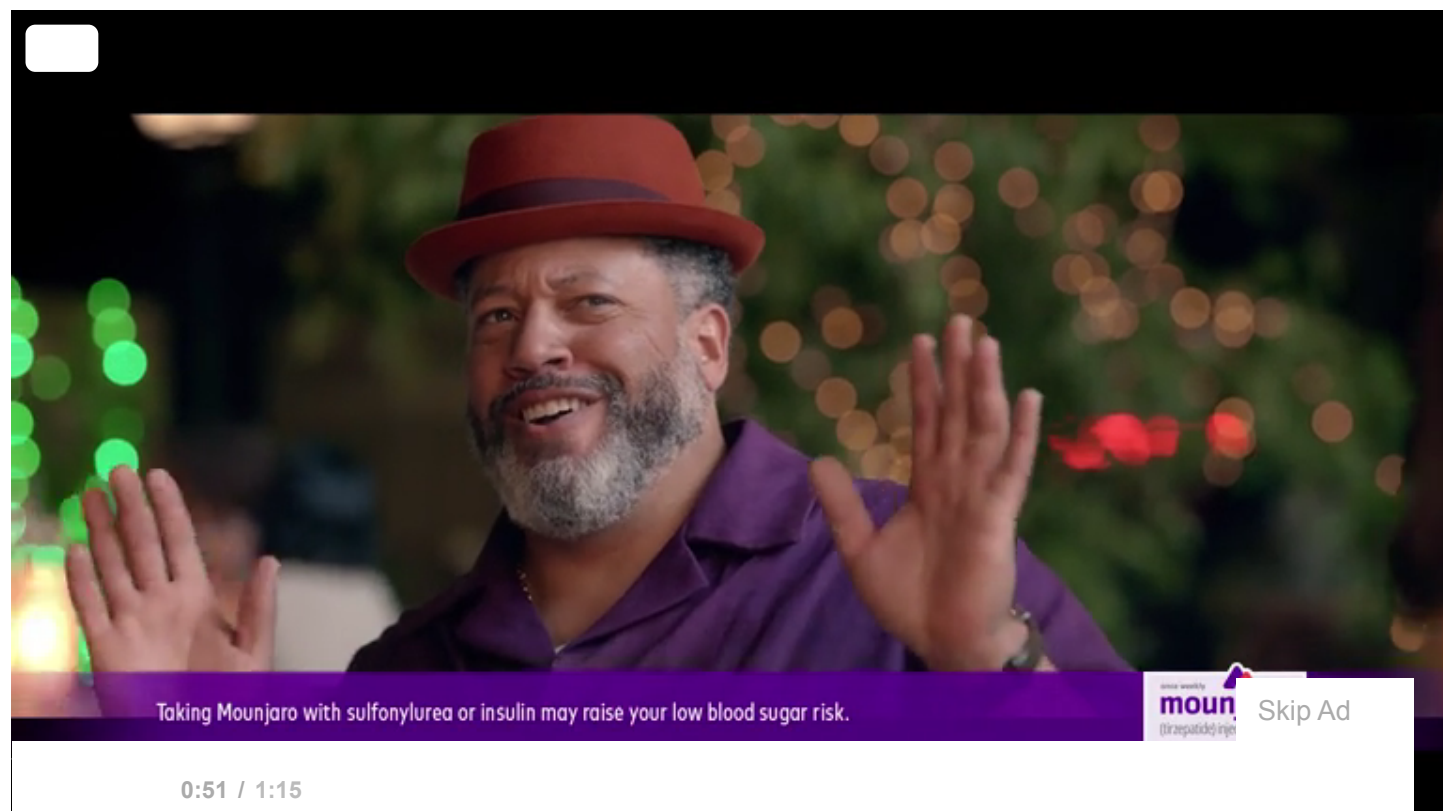 Taking Mounjaro with sulfonylurea or insulin may raise your low blood sugar risk.
once weekly
(tirzepatide)
Skip Ad
0:51 / 1:15